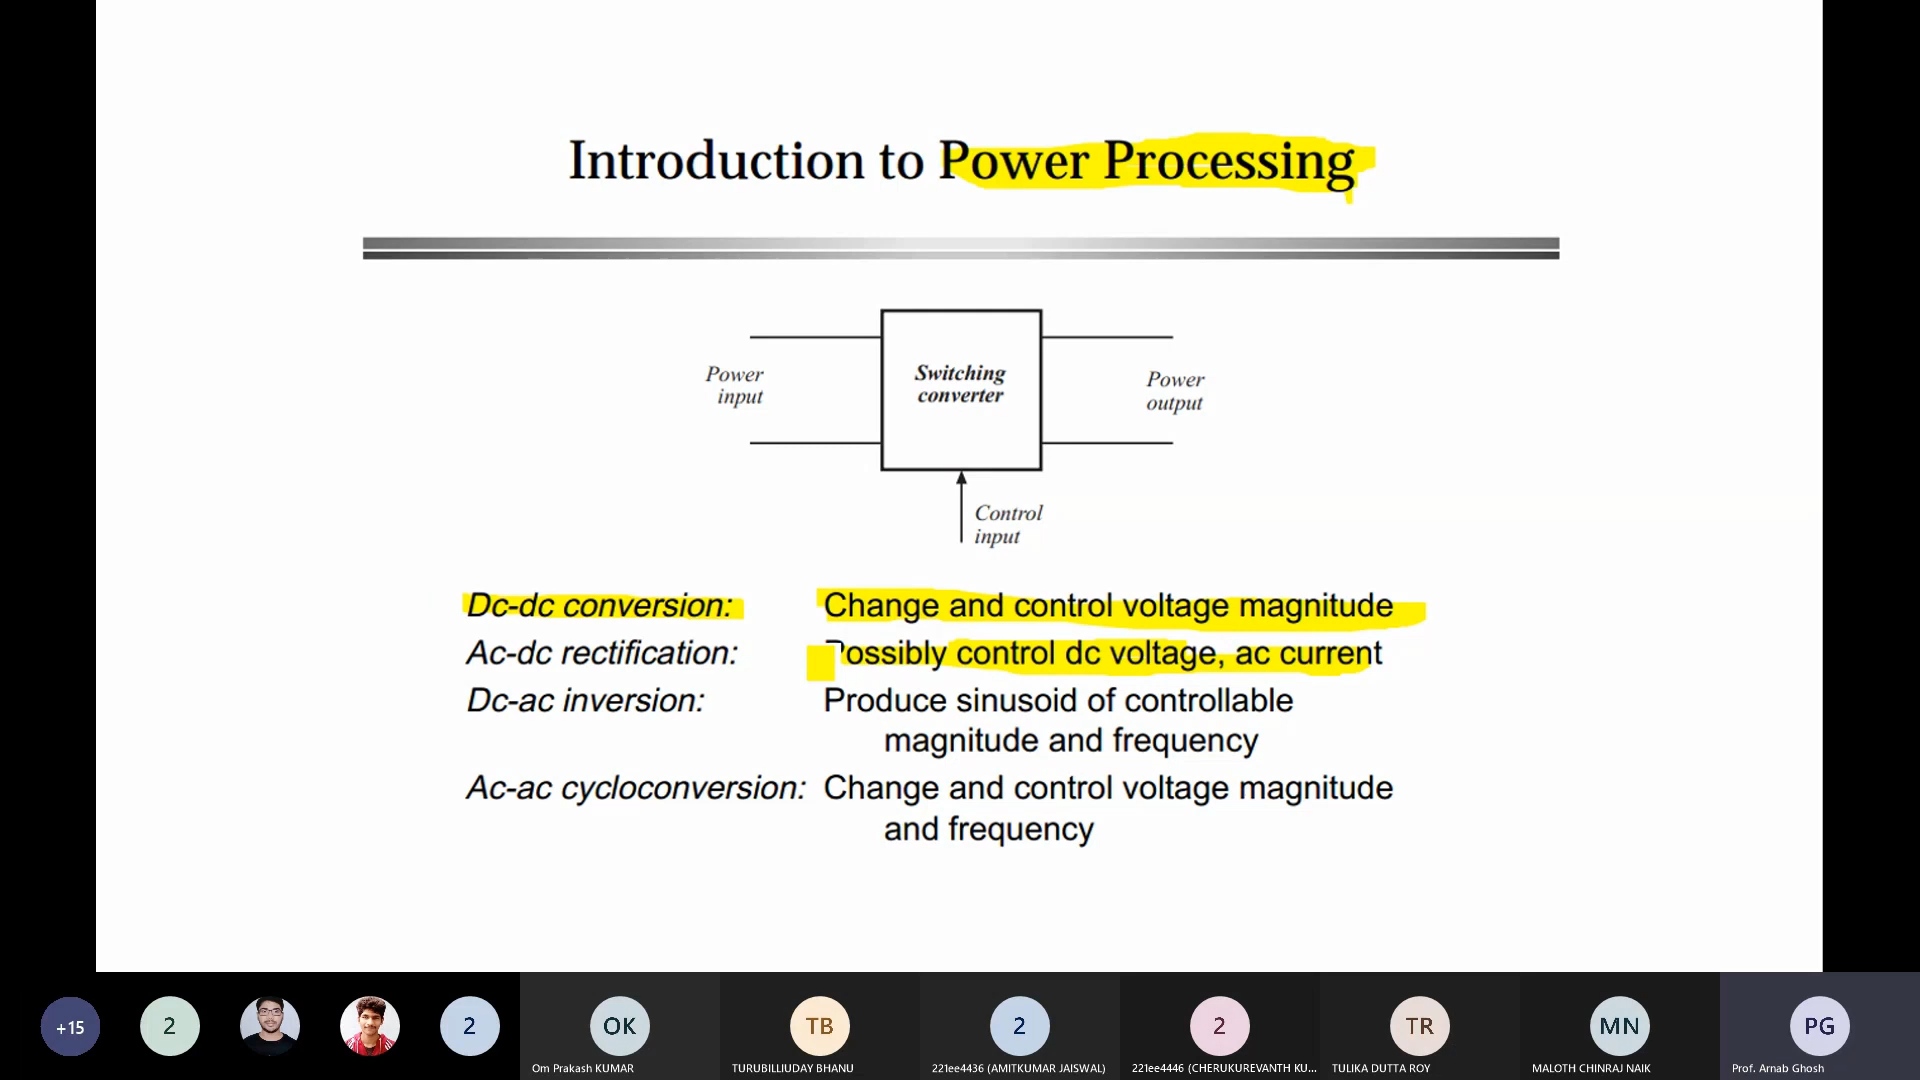 Introduction to Power Processing
Power
input
Switching
converter
Power
output
Control
input
Dc-dc conversion: Change and control voltage magnitude
Ac-dc rectification: Possibly control dc voltage, ac current
Dc-ac inversion: Produce sinusoid of controllable
magnitude and frequency
Ac-ac cycloconversion: Change and control voltage magnitude
and frequency
+15
2
2
OK
TB
2
2
TR
MN
PG
Om Prakash KUMAR
TURUBILLIUDAY BHANU
221ee4436 (AMITKUMAR JAISWAL)
221ee4446 (CHERUKUREVANTH KU...
TULIKA DUTTA ROY
MALOTH CHINRAJ NAIK
Prof. Arnab Ghosh